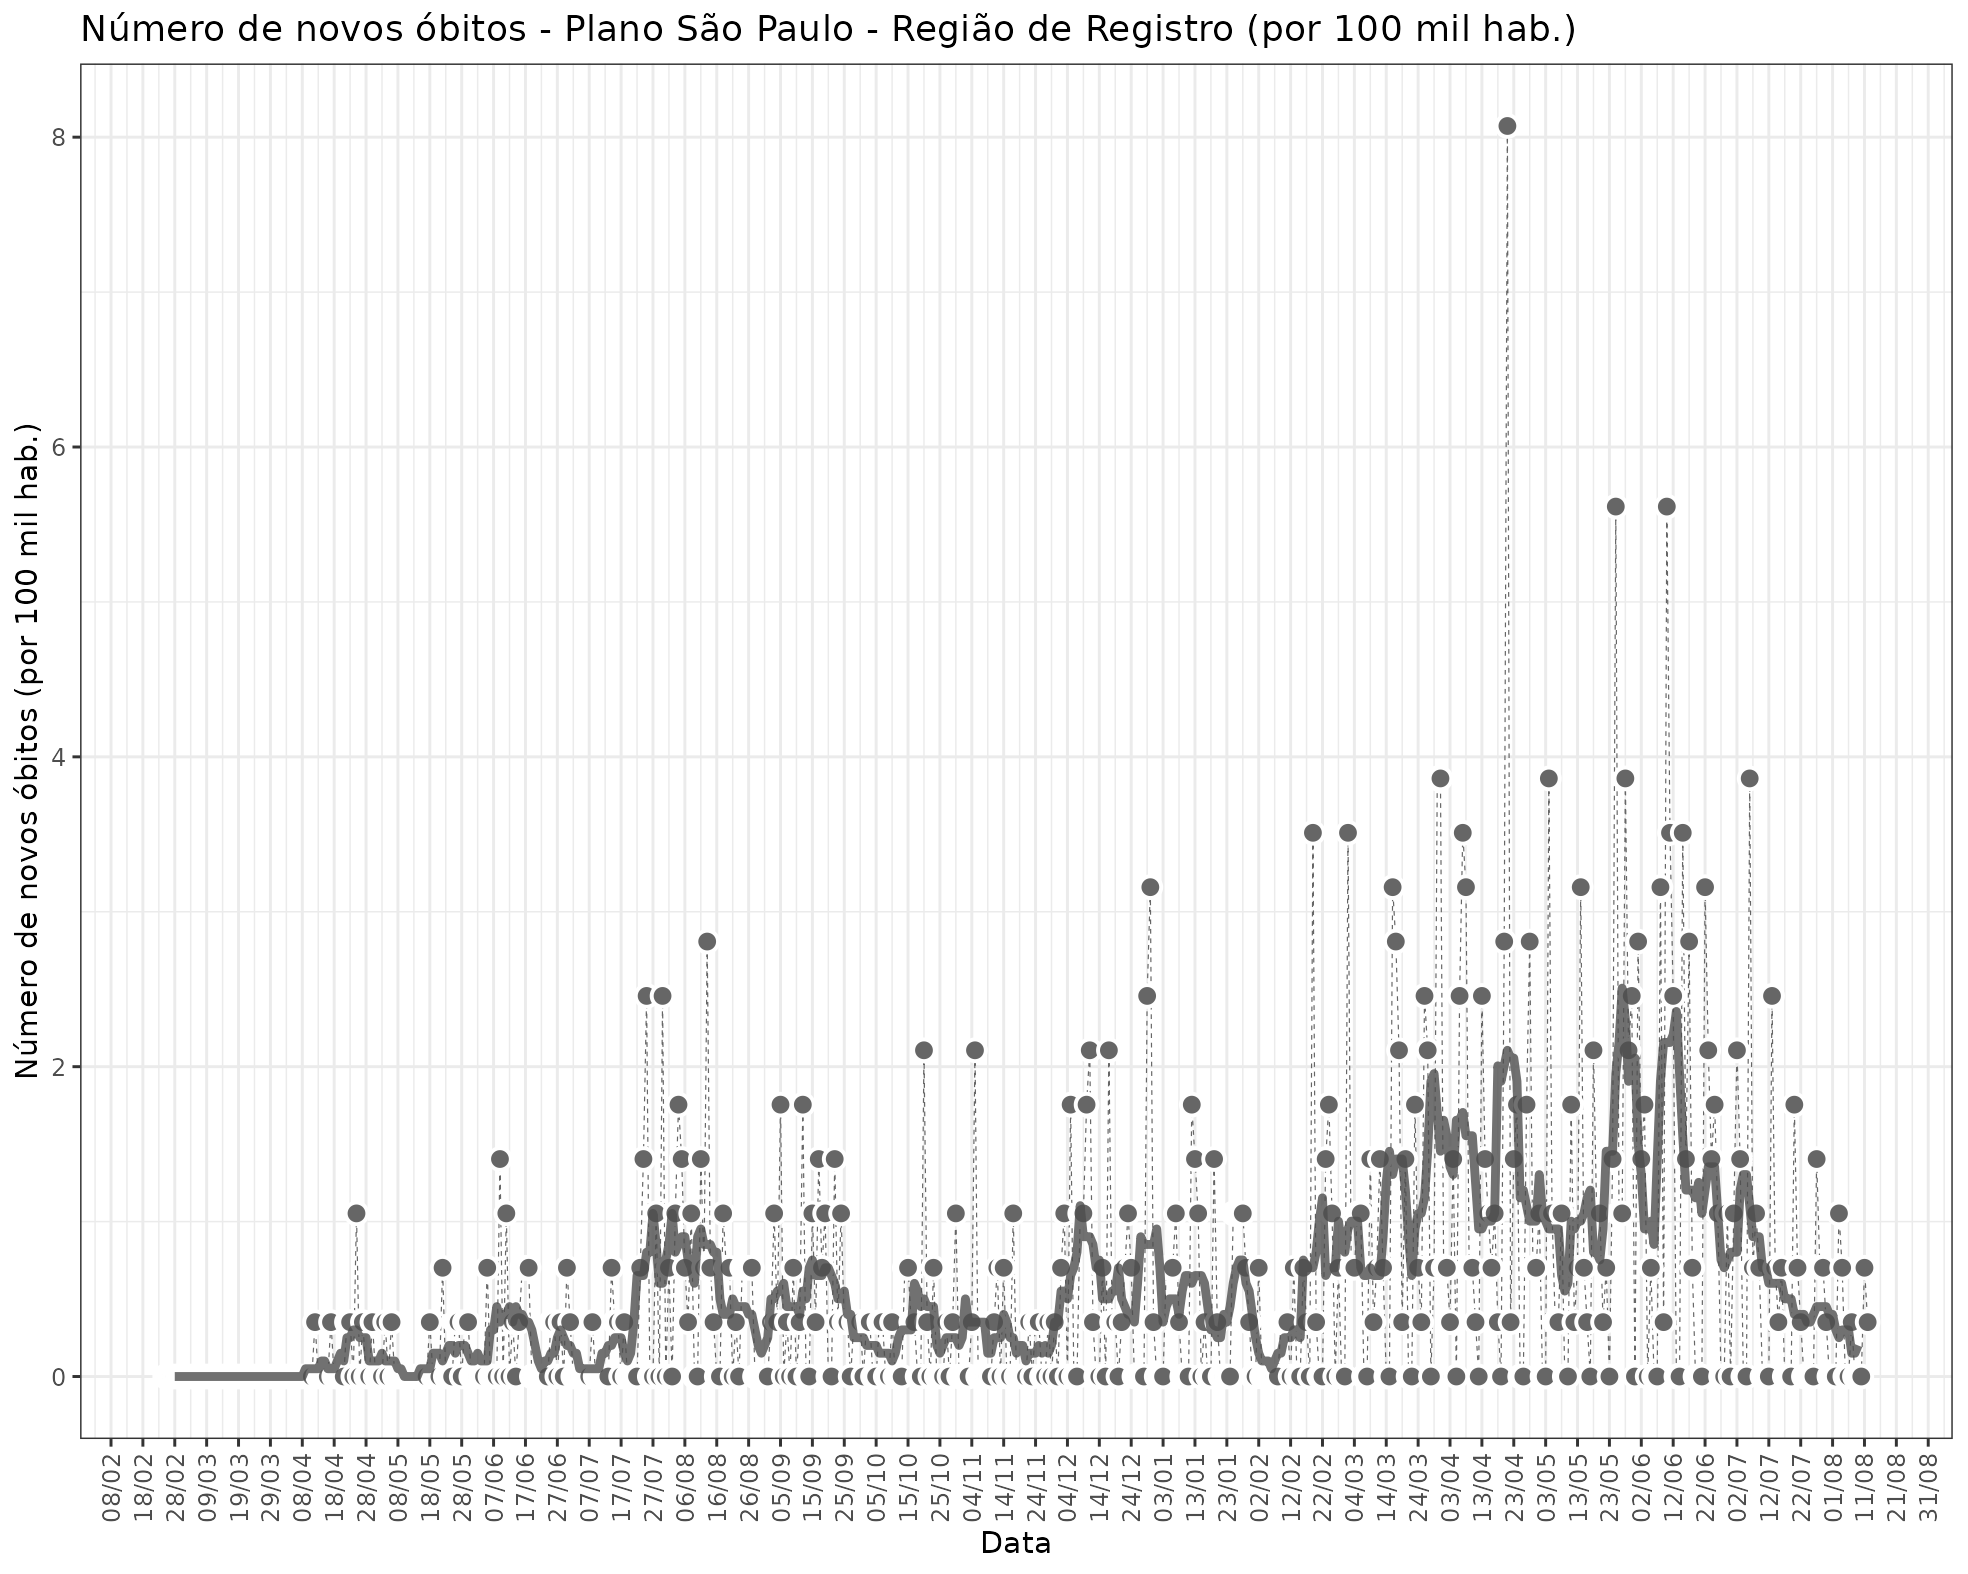 Número de novos óbitos - Plano São Paulo - Região de Registro (por 100 mil hab.)
Número de novos óbitos (por 100 mil hab.)
8
6
4
2
0
08/02 18/02 28/02 09/03 19/03 29/03 08/04 18/04 28/04 08/05 18/05 28/05 07/06 17/06 27/06 07/07 17/07 27/07 06/08 16/08 26/08 05/09 15/09 25/09 05/10 15/10 25/10 04/11 14/11 24/11 04/12 14/12 24/12 03/01 13/01 23/01 02/02 12/02 22/02 04/03 14/03 24/03 03/04 13/04 23/04 03/05 13/05 23/05 02/06 12/06 22/06 02/07 12/07 22/07 01/08 11/08 21/08 31/08
Data